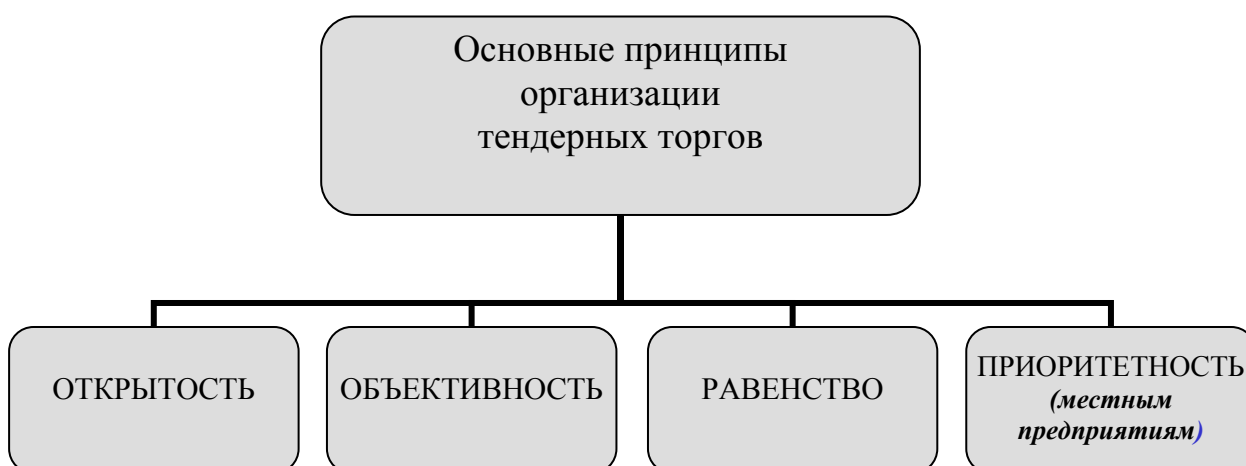 Основные принципы
организации
тендерных торгов
ОТКРЫТОСТЬ
ОБЪЕКТИВНОСТЬ
РАВЕНСТВО
ПРИОРИТЕТНОСТЬ
(местным
предприятиям)